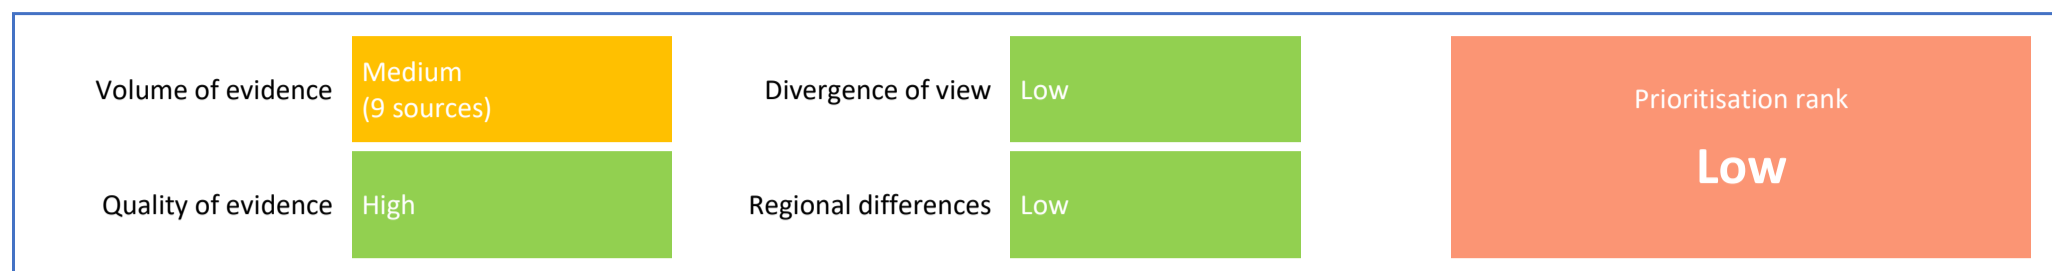 Volume of evidence
Medium
(9 sources)
Divergence of view
Low
Quality of evidence
High
Regional differences
Low
Prioritisation rank
Low